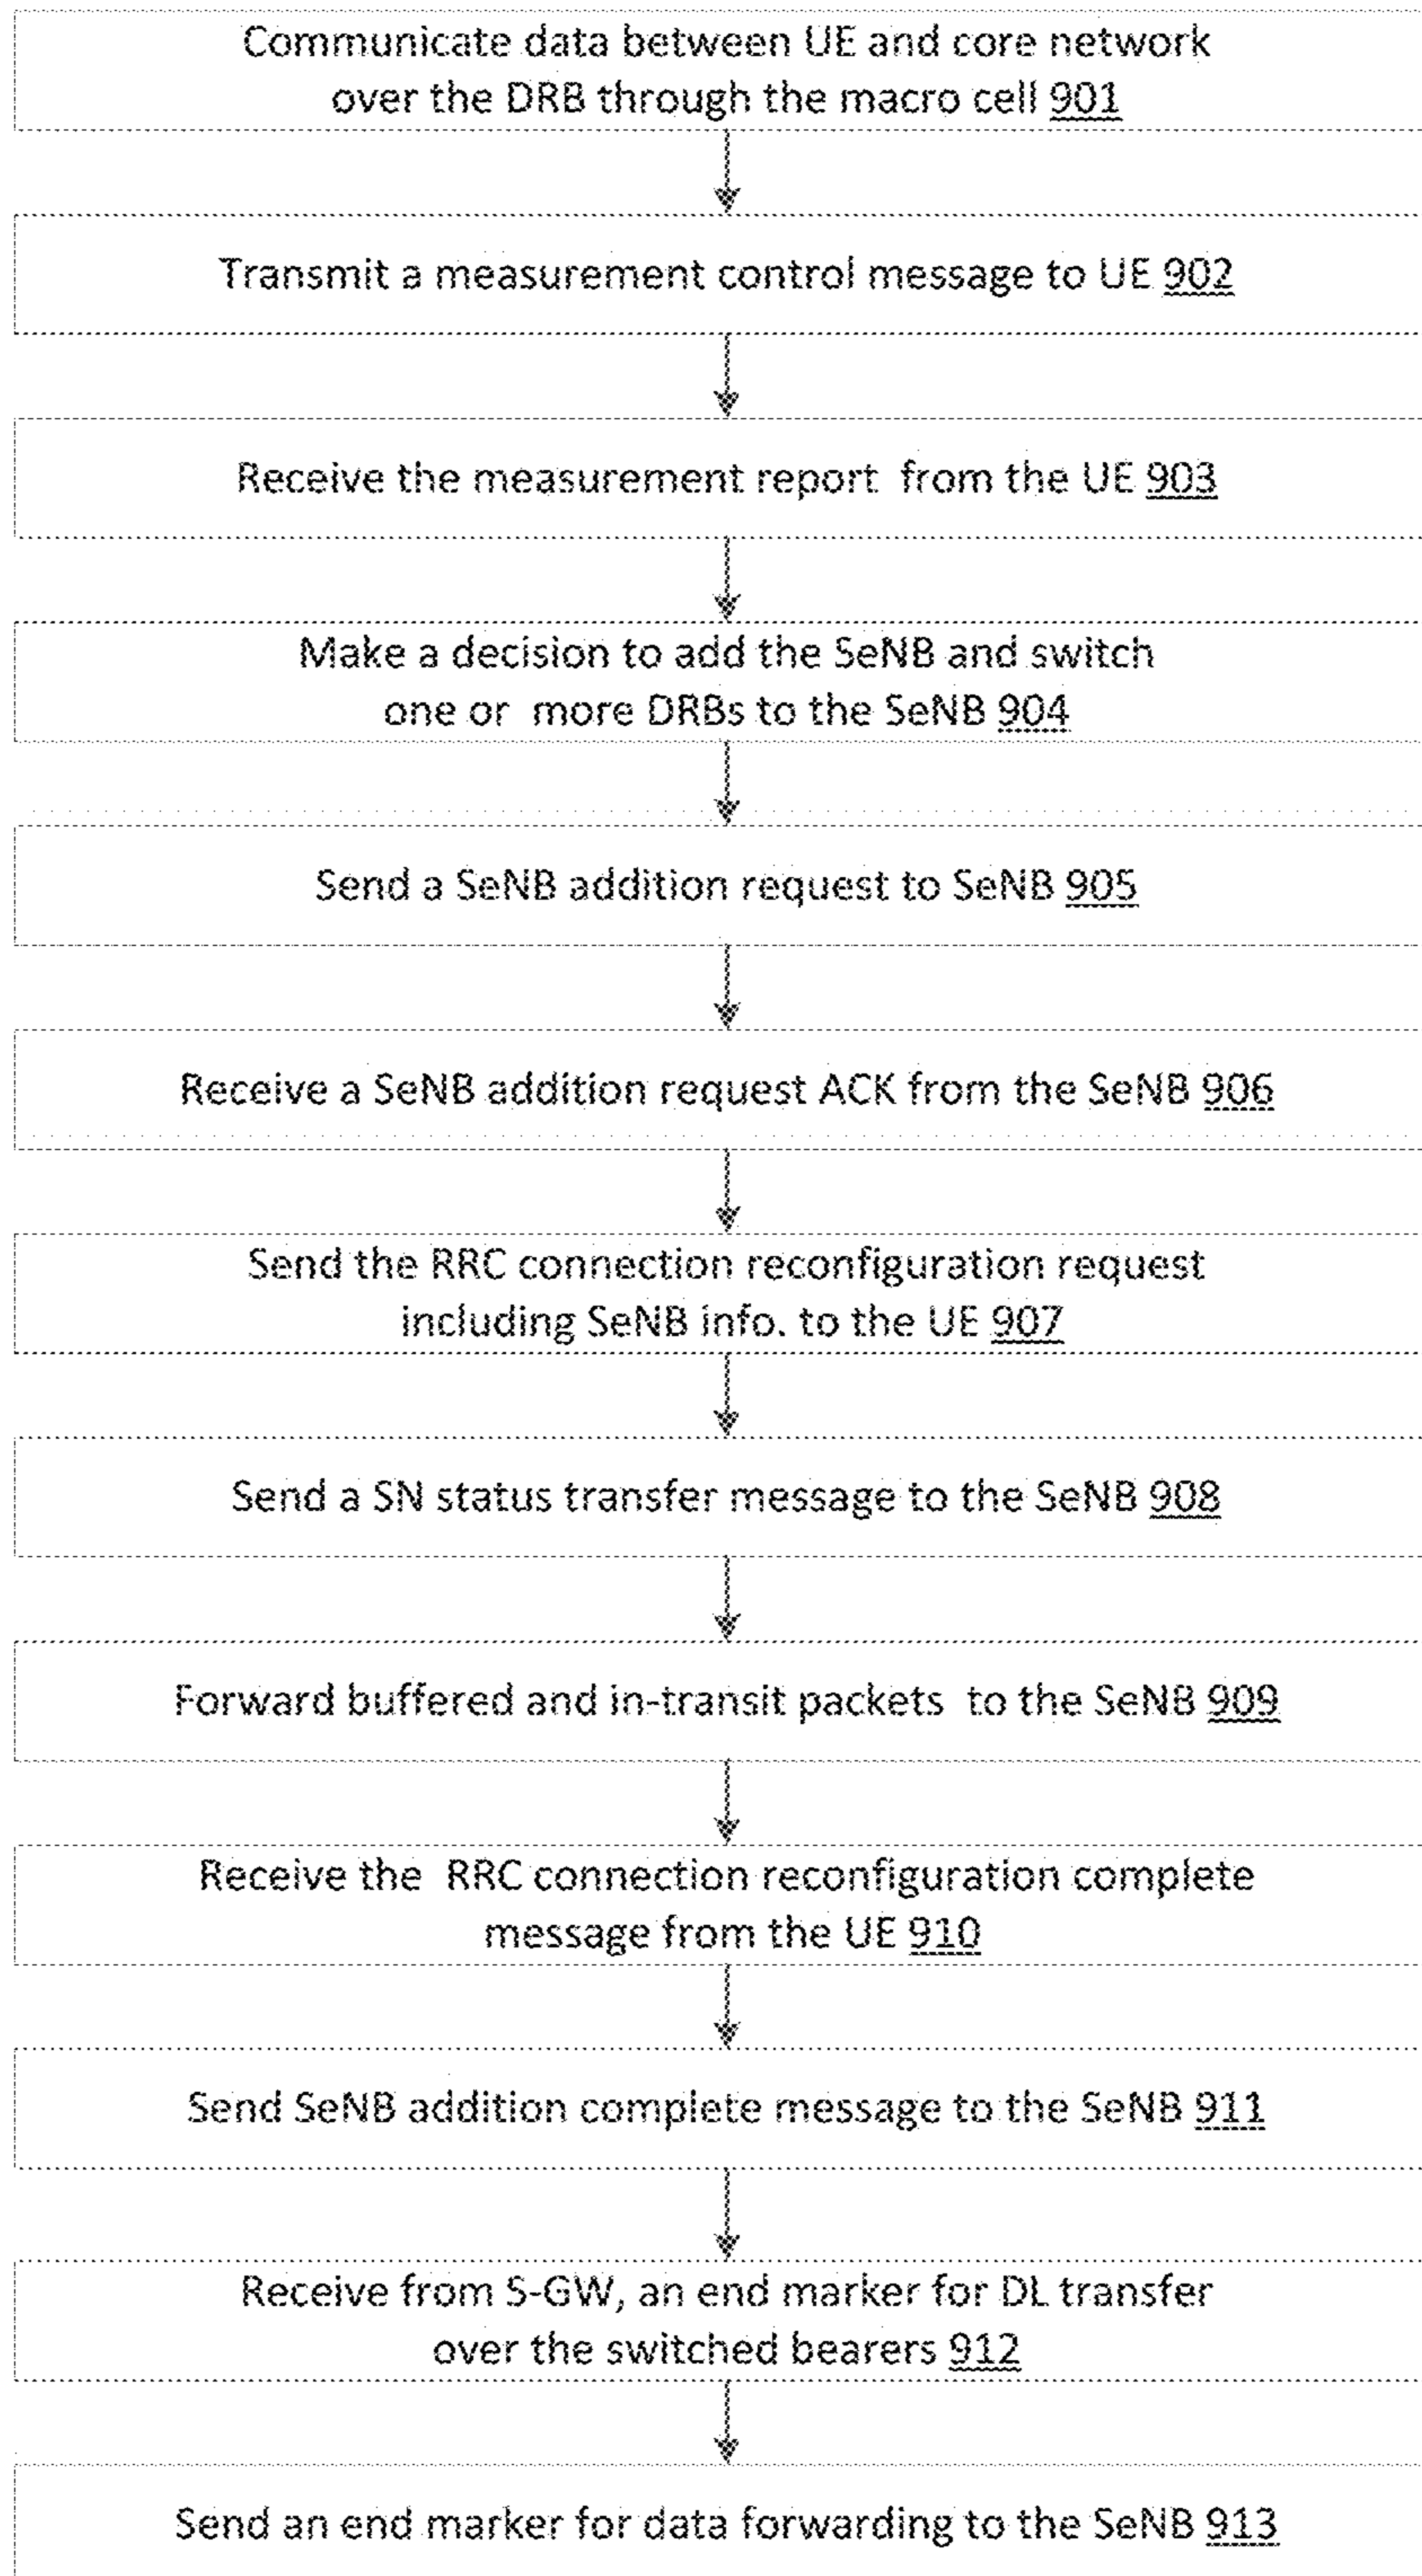 Communicate data between UE and core network
over the DRB through the macro cell 901
Transmit a measurement control message to UE 902
Receive the measurement report from the UE 903
Make a decision to add the SeNB and switch
one or more DRBs to the SeNB 904
Send a SeNB addition request to SeNB 905
Receive a SeNB addition request ACK from the SeNB 906
Send the RRC connection reconfiguration request
including SeNB info. to the UE 907
Send a SN status transfer message to the SeNB 908
Forward buffered and in-transit packets to the SeNB 909
Receive the RRC connection reconfiguration complete
message from the UE 910
Send SeNB addition complete message to the SeNB 911
Receive from S-GW, an end marker for DL transfer
over the switched bearers 912
Send an end marker for data forwarding to the SeNB 913